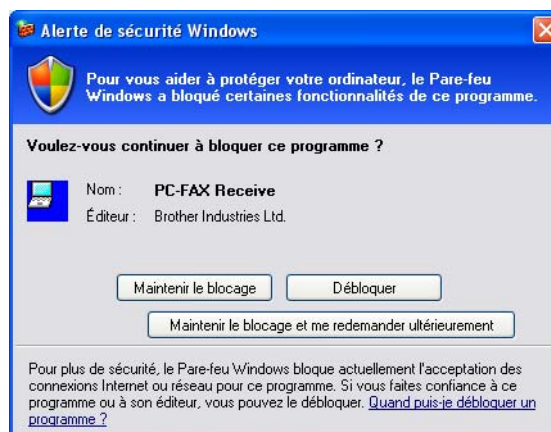 Alerte de sécurité Windows
Pour vous aider à protéger votre ordinateur, le Pare-feu
Windows a bloqué certaines fonctionnalités de ce programme.
Voulez-vous continuer à bloquer ce programme ?
Nom : PC-FAX Receive
Éditeur : Brother Industries Ltd.
Maintenir le blocage Débloquer
Maintenir le blocage et me redemander ultérieurement
Pour plus de sécurité, le Pare-feu Windows bloque actuellement l'acceptation des
connexions Internet ou réseau pour ce programme. Si vous faites confiance à ce
programme ou à son éditeur, vous pouvez le débloquer. Quand puis-je débloquer un
programme ?